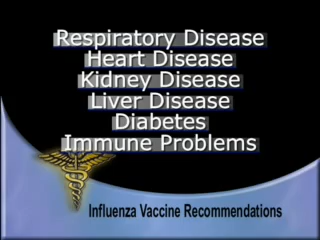 Respiratory Disease
Heart Disease
Kidney Disease
Liver Disease
Diabetes
Immune Problems
Influenza Vaccine Recommendations